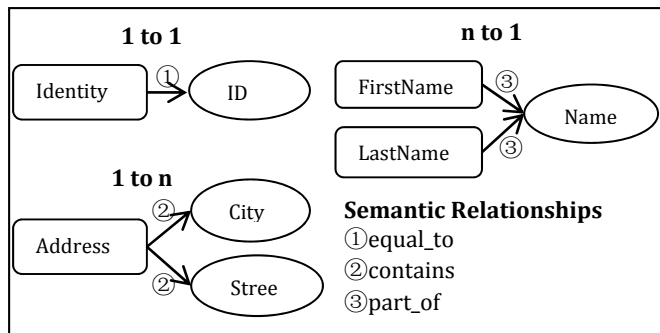 1 to 1
Identity
①
ID
n to 1
FirstName
③
Name
LastName
③
1 to n
Address
②
City
②
Stree
Semantic Relationships
①equal_to
②contains
③part_of